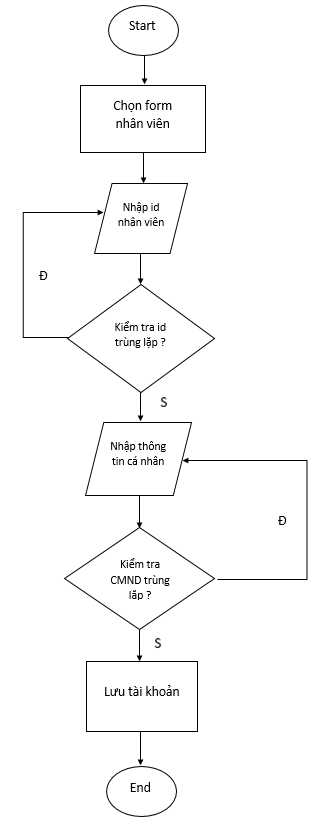 Start
Chọn form
nhân viên
Nhập id
nhân viên
Đ
Kiểm tra id
trùng lặp ?
S
Nhập thông
tin cá nhân
Đ
Kiểm tra
CMND trùng
lặp ?
S
Lưu tài khoản
End